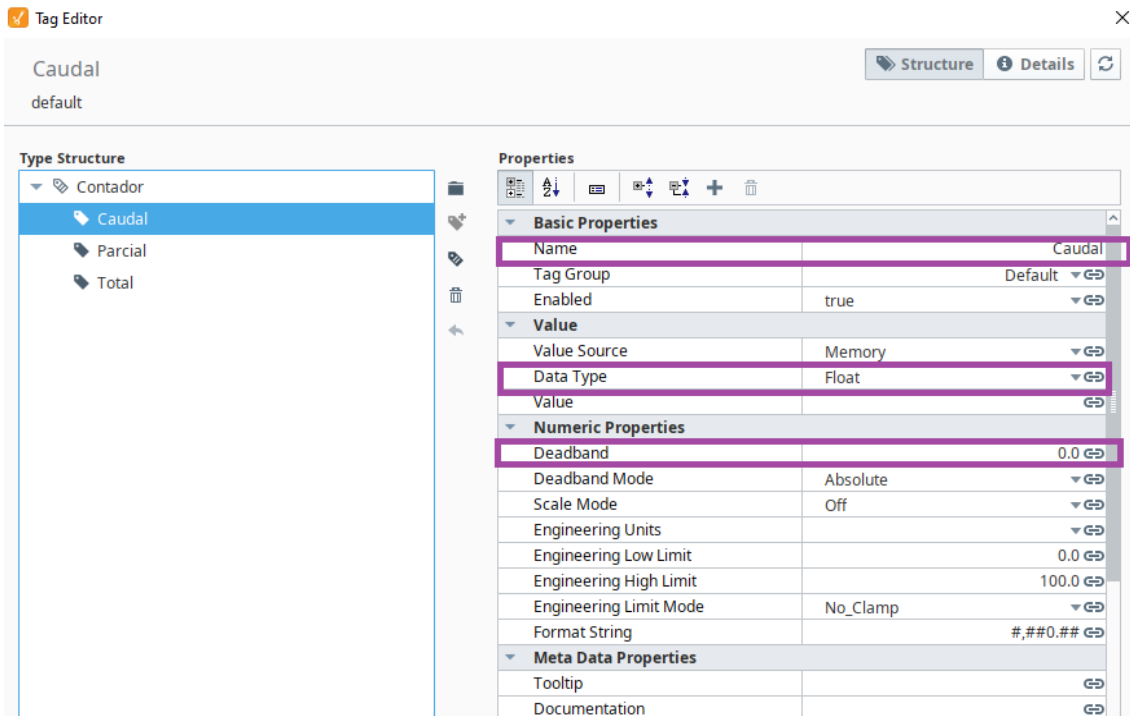 Tag Editor
Caudal
default
Structure
Details
Type Structure
Contador
Caudal
Parcial
Total
Properties
Basic Properties
Name Caudal
Tag Group Default
Enabled true
Value
Value Source Memory
Data Type Float
Value
Numeric Properties
Deadband 0.0
Deadband Mode Absolute
Scale Mode Off
Engineering Units
Engineering Low Limit 0.0
Engineering High Limit 100.0
Engineering Limit Mode No_Clamp
Format String #,##0.##
Meta Data Properties
Tooltip
Documentation